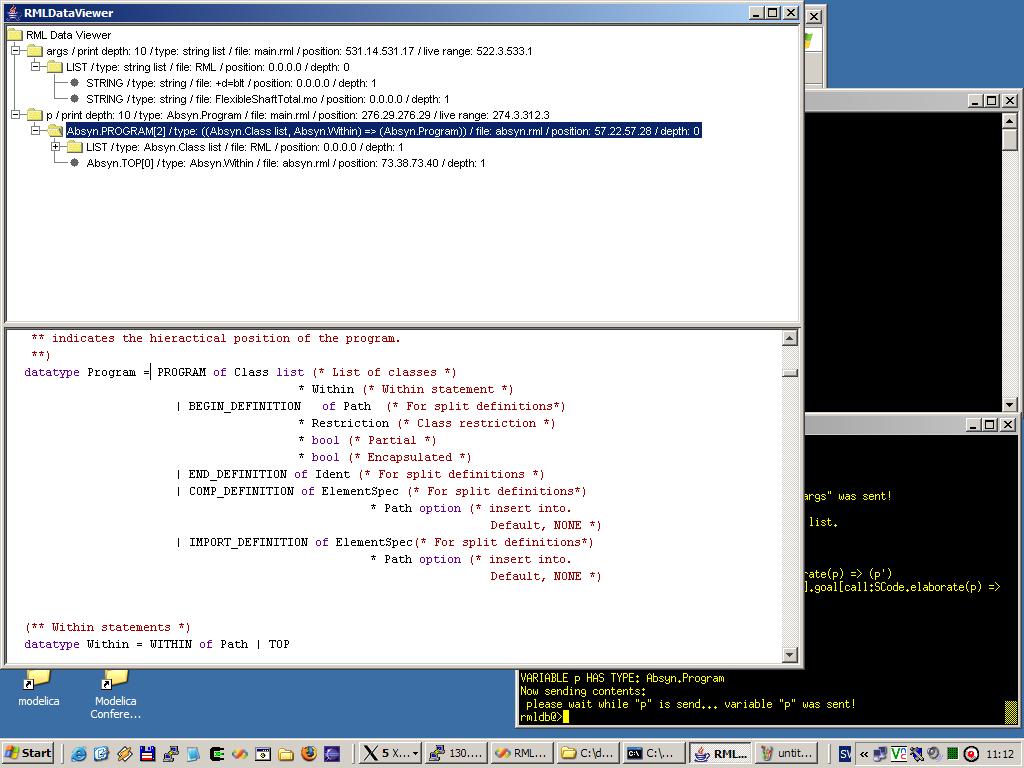 RMLDataViewer
RML Data Viewer
args / print depth: 10 / type: string list / file: main.rml / position: 531.14.531.17 / live range: 522.3.533.1
LIST / type: string list / file: RML / position: 0.0.0.0 / depth: 0
STRING / type: string / file: +d=blt / position: 0.0.0.0 / depth: 1
STRING / type: string / file: FlexibleShaftTotal.mo / position: 0.0.0.0 / depth: 1
p / print depth: 10 / type: Absyn.Program / file: main.rml / position: 276.29.276.29 / live range: 274.3.312.3
Absyn.PROGRAM[2] / type: ((Absyn.Class list, Absyn.Within) => (Absyn.Program)) / file: absyn.rml / position: 57.22.57.28 / depth: 0
LIST / type: Absyn.Class list / file: RML / position: 0.0.0.0 / depth: 1
Absyn.TOP[0] / type: Absyn.Within / file: absyn.rml / position: 73.38.73.40 / depth: 1
** indicates the hieractical position of the program.
**)
datatype Program = PROGRAM of Class list (* List of classes *)
* Within (* Within statement *)
| BEGIN_DEFINITION of Path (* For split definitions*)
* Restriction (* Class restriction *)
* bool (* Partial *)
* bool (* Encapsulated *)
| END_DEFINITION of Ident (* For split definitions *)
| COMP_DEFINITION of ElementSpec (* For split definitions*)
* Path option (* insert into.
Default, NONE *)
| IMPORT_DEFINITION of ElementSpec(* For split definitions*)
* Path option (* insert into.
Default, NONE *)
(** Within statements *)
datatype Within = WITHIN of Path | TOP
args" was sent!
list.
rate(p) => (p')
].goal[call:SCode.elaborate(p) =>
VARIABLE p HAS TYPE: Absyn.Program
Now sending contents:
please wait while "p" is send... variable "p" was sent!
rmldb@>
modelica
Modelica
Confere...
Start
5 X...
130....
RML...
C:\d...
C:\...
RML...
untit...
SW
«
11:12